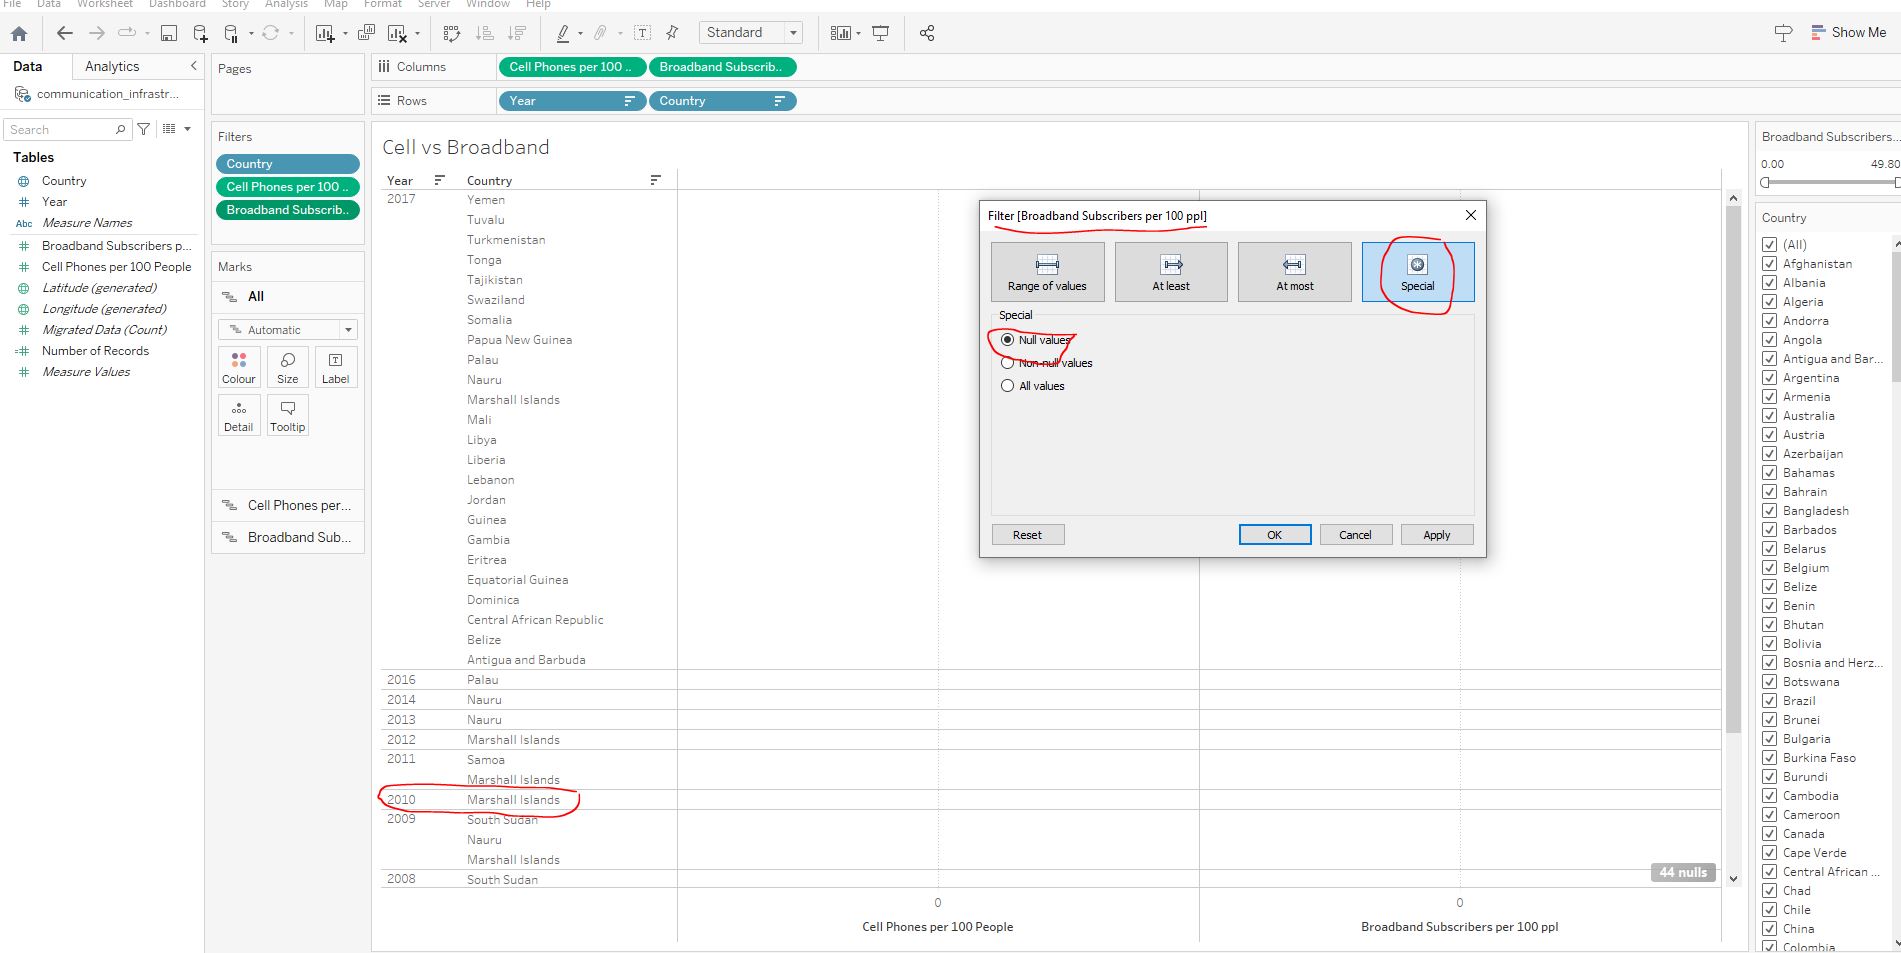 File Data Worksheet Dashboard Story Analysis Map Format Server Window Help
Standard
Show Me
Data Analytics
communication_infrastr...
Search
Tables
Country
Year
Abc Measure Names
Broadband Subscribers p...
Cell Phones per 100 People
Latitude (generated)
Longitude (generated)
Migrated Data (Count)
Number of Records
Measure Values
Pages
Filters
Country
Cell Phones per 100 ..
Broadband Subscrib..
Marks
All
Automatic
Colour Size Label
Detail Tooltip
Cell Phones per...
Broadband Sub...
Columns Cell Phones per 100 .. Broadband Subscrib..
Rows Year Country
Cell vs Broadband
Year Country
2017 Yemen
Tuvalu
Turkmenistan
Tonga
Tajikistan
Swaziland
Somalia
Papua New Guinea
Palau
Nauru
Marshall Islands
Mali
Libya
Liberia
Lebanon
Jordan
Guinea
Gambia
Eritrea
Equatorial Guinea
Dominica
Central African Republic
Belize
Antigua and Barbuda
2016 Palau
2014 Nauru
2013 Nauru
2012 Marshall Islands
2011 Samoa
Marshall Islands
2010 Marshall Islands
2009 South Sudan
Nauru
Marshall Islands
2008 South Sudan
44 nulls
0 0
Cell Phones per 100 People Broadband Subscribers per 100 ppl
Filter [Broadband Subscribers per 100 ppl]
Range of values At least At most Special
Special
Null values
Non-null values
All values
Reset OK Cancel Apply
Broadband Subscribers...
0.00 49.80
Country
(All)
Afghanistan
Albania
Algeria
Andorra
Angola
Antigua and Bar...
Argentina
Armenia
Australia
Austria
Azerbaijan
Bahamas
Bahrain
Bangladesh
Barbados
Belarus
Belgium
Belize
Benin
Bhutan
Bolivia
Bosnia and Herz...
Botswana
Brazil
Brunei
Bulgaria
Burkina Faso
Burundi
Cambodia
Cameroon
Canada
Cape Verde
Central African ...
Chad
Chile
China
Colombia